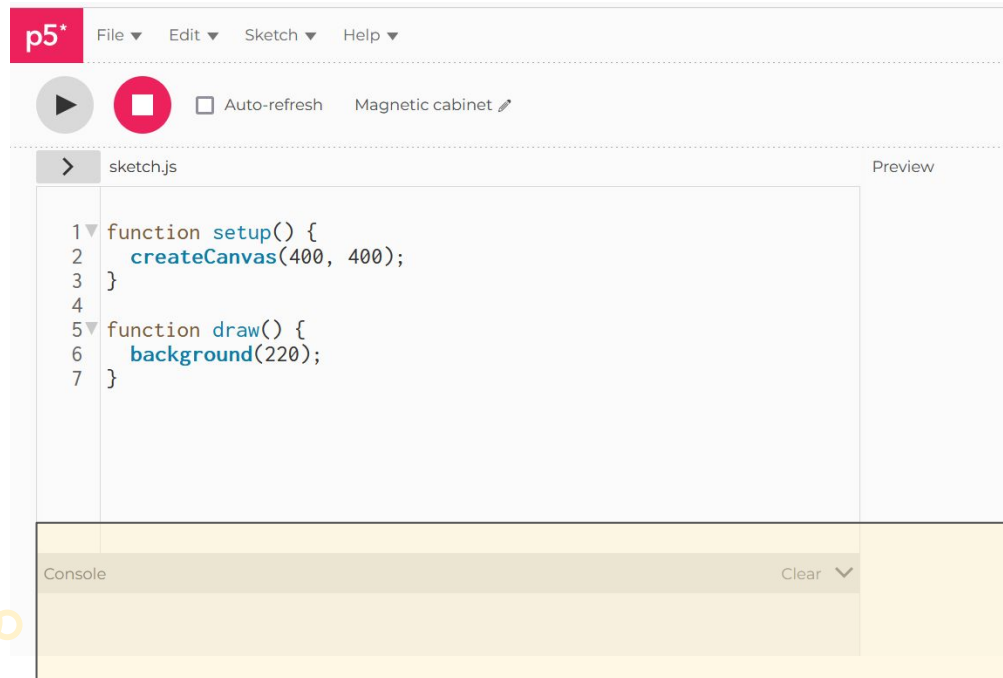 p5* File Edit Sketch Help
Auto-refresh Magnetic cabinet
> sketch.js Preview
1 function setup() {
2 createCanvas(400, 400);
3 }
4
5 function draw() {
6 background(220);
7 }
Console Clear